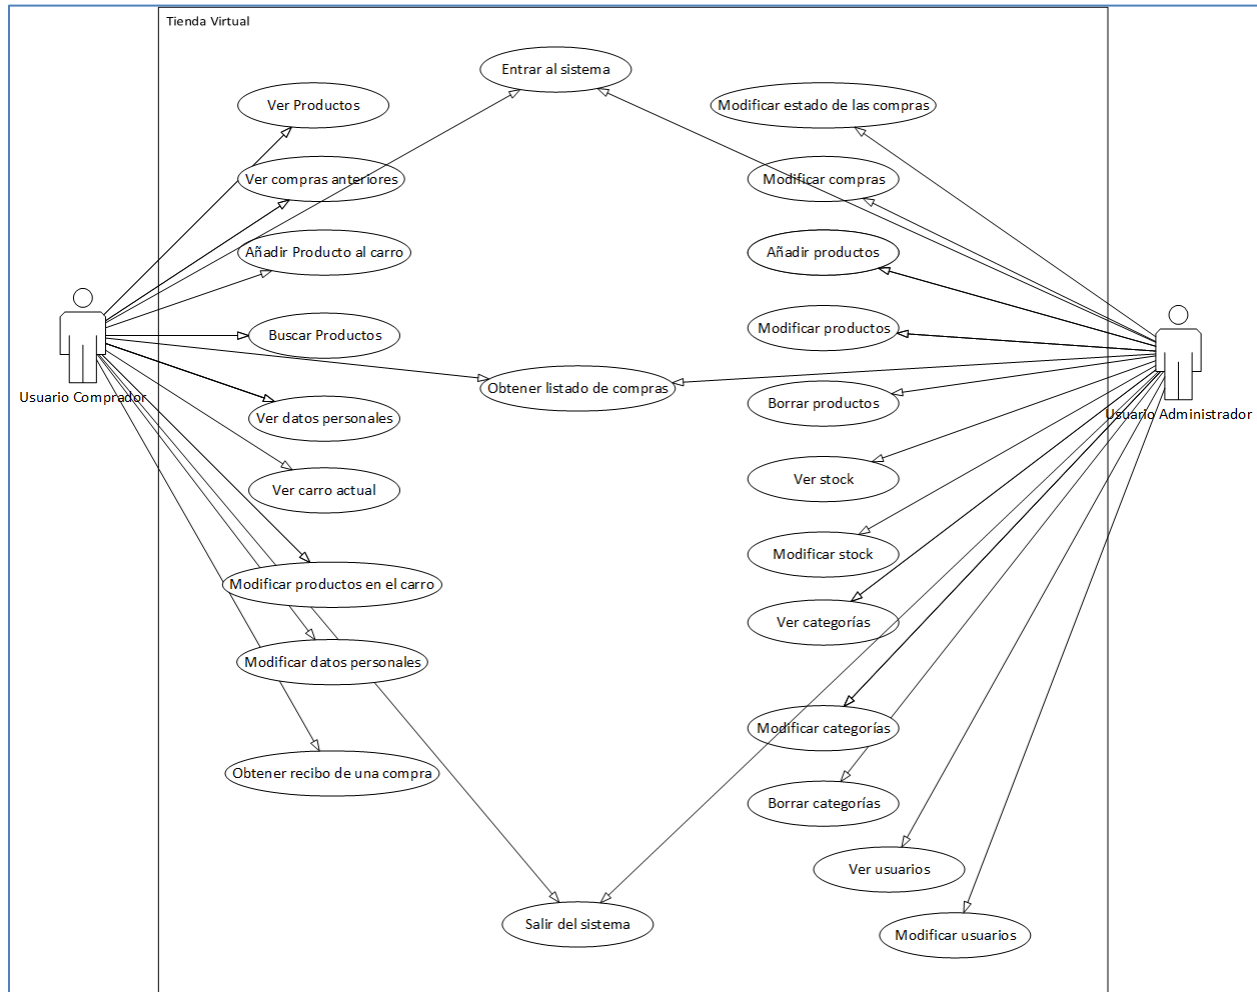 Tienda Virtual
Entrar al sistema
Ver Productos
Modificar estado de las compras
Ver compras anteriores
Modificar compras
Añadir Producto al carro
Añadir productos
Buscar Productos
Modificar productos
Obtener listado de compras
Usuario Comprador
Borrar productos
Usuario Administrador
Ver datos personales
Ver stock
Ver carro actual
Modificar stock
Modificar productos en el carro
Ver categorías
Modificar datos personales
Modificar categorías
Obtener recibo de una compra
Borrar categorías
Ver usuarios
Salir del sistema
Modificar usuarios